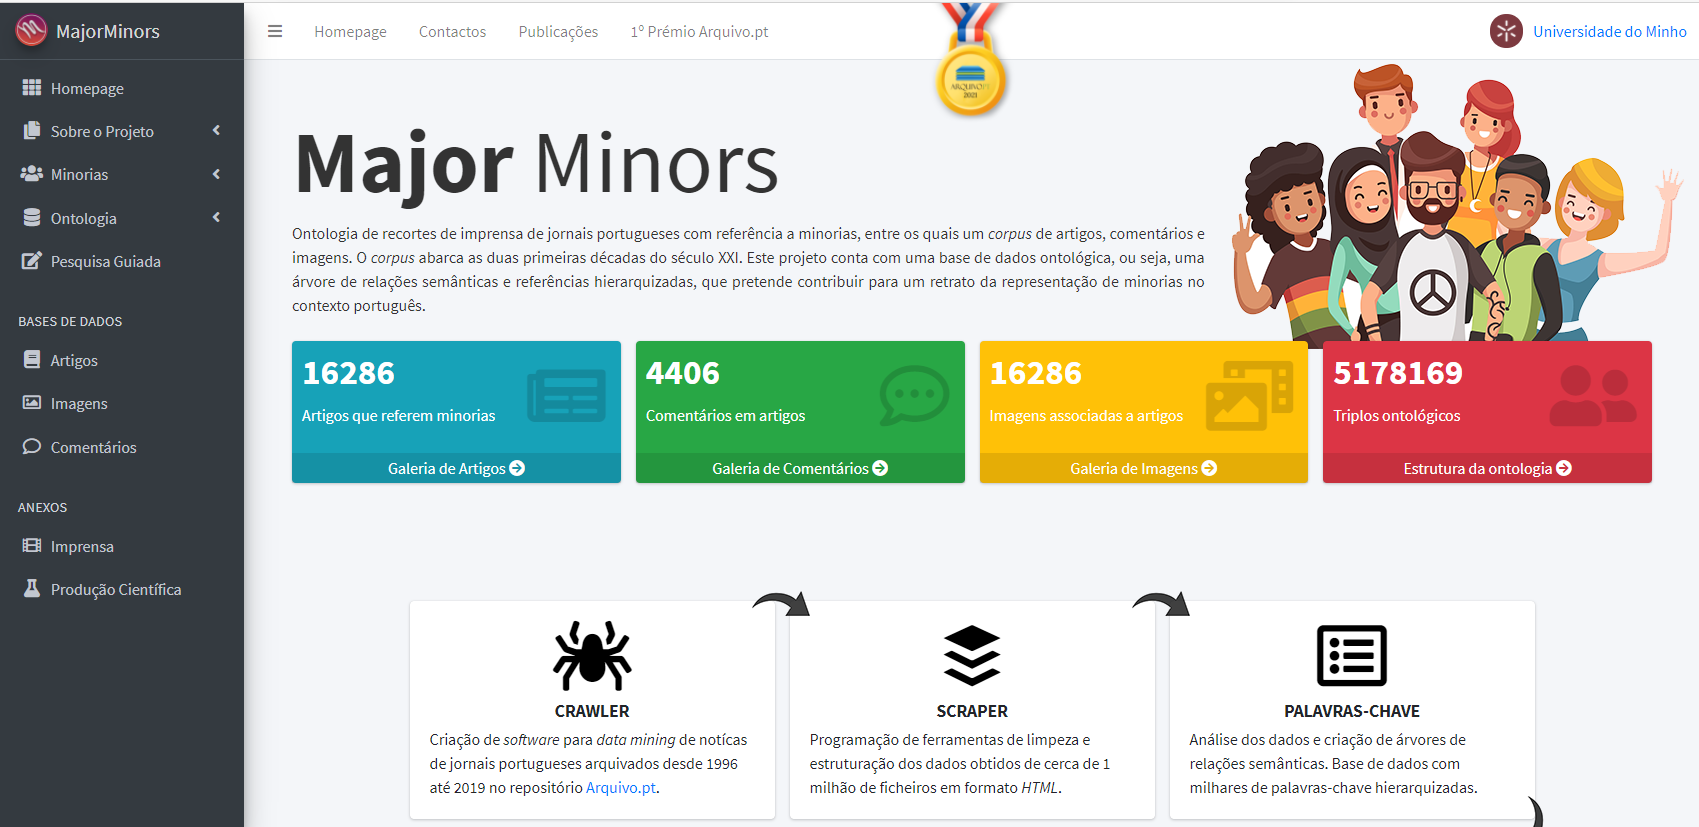 MajorMinors
Homepage
Sobre o Projeto
Minorias
Ontologia
Pesquisa Guiada
BASES DE DADOS
Artigos
Imagens
Comentários
ANEXOS
Imprensa
Produção Científica
Homepage Contactos Publicações 1º Prémio Arquivo.pt
Universidade do Minho
ARQUIVO.PT
2021
Major Minors
Ontologia de recortes de imprensa de jornais portugueses com referência a minorias, entre os quais um corpus de artigos, comentários e
imagens. O corpus abarca as duas primeiras décadas do século XXI. Este projeto conta com uma base de dados ontológica, ou seja, uma
árvore de relações semânticas e referências hierarquizadas, que pretende contribuir para um retrato da representação de minorias no
contexto português.
16286
Artigos que referem minorias
Galeria de Artigos
4406
Comentários em artigos
Galeria de Comentários
16286
Imagens associadas a artigos
Galeria de Imagens
5178169
Triplos ontológicos
Estrutura da ontologia
CRAWLER
Criação de software para data mining de notícas
de jornais portugueses arquivados desde 1996
até 2019 no repositório Arquivo.pt.
SCRAPER
Programação de ferramentas de limpeza e
estruturação dos dados obtidos de cerca de 1
milhão de ficheiros em formato HTML.
PALAVRAS-CHAVE
Análise dos dados e criação de árvores de
relações semânticas. Base de dados com
milhares de palavras-chave hierarquizadas.